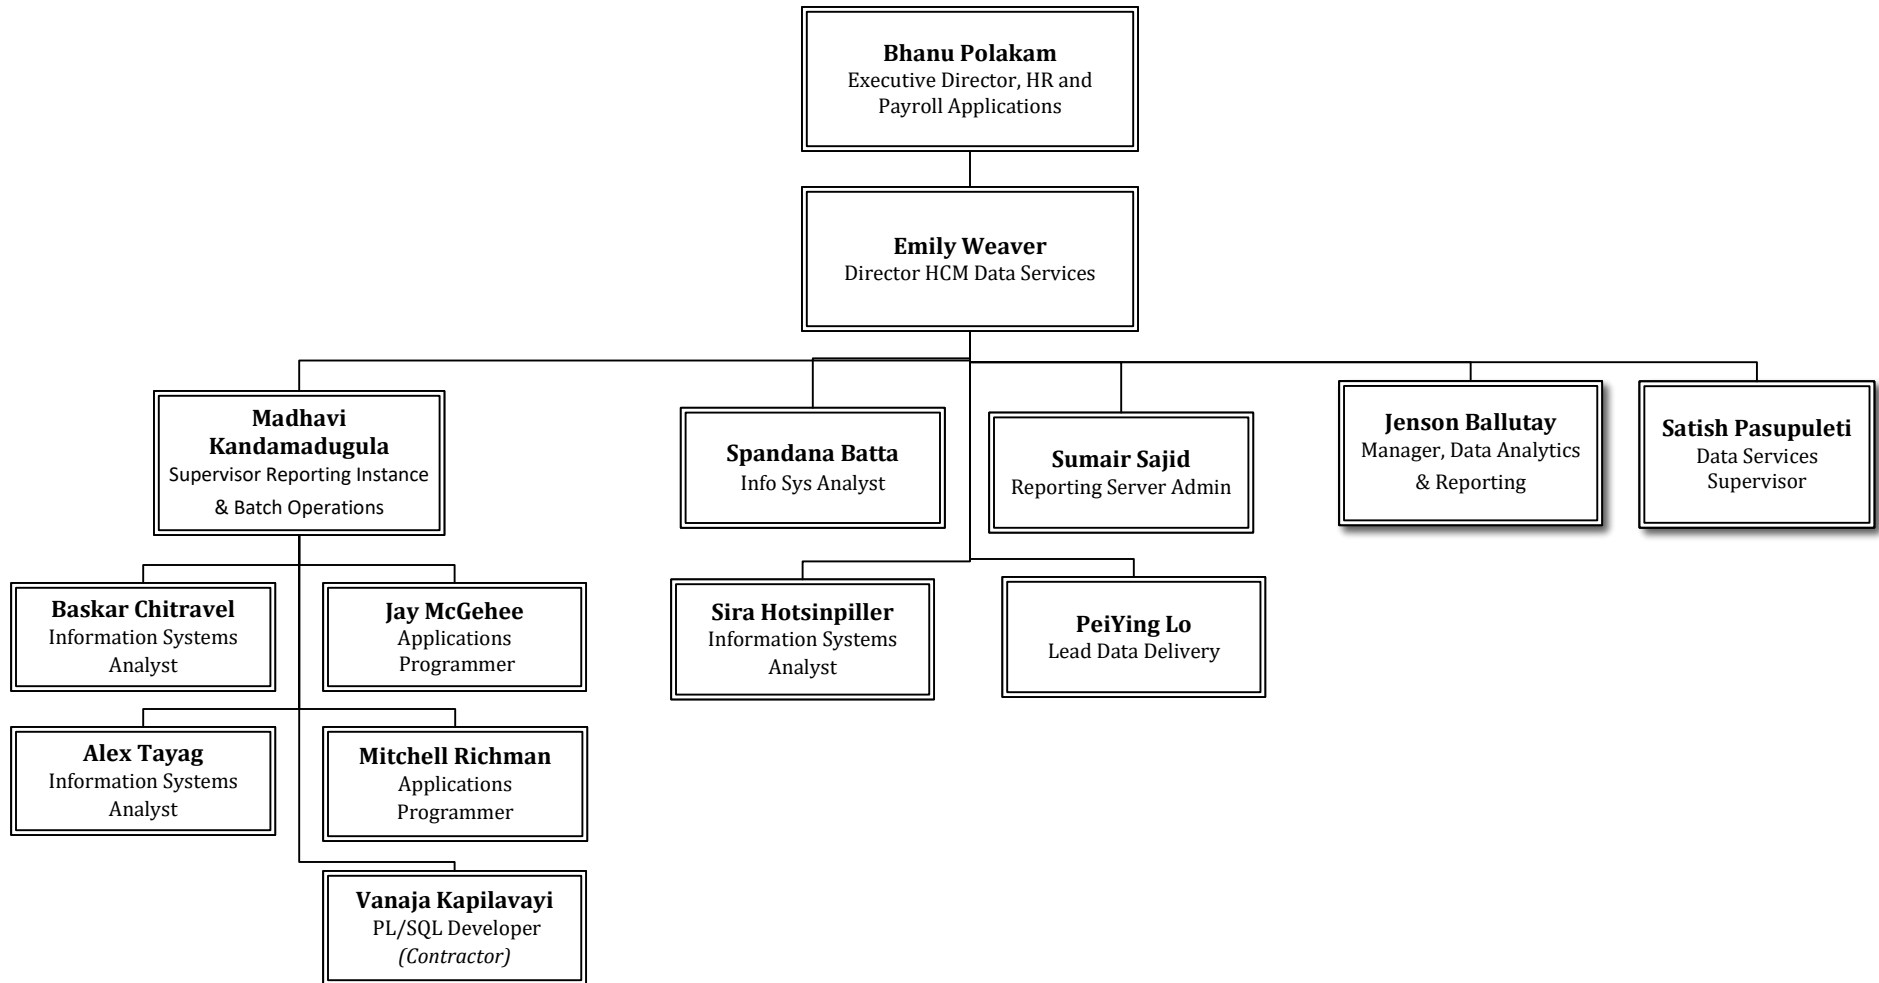 Bhanu Polakam
Executive Director, HR and
Payroll Applications
Emily Weaver
Director HCM Data Services
Madhavi
Kandamadugula
Supervisor Reporting Instance
& Batch Operations
Spandana Batta
Info Sys Analyst
Sumair Sajid
Reporting Server Admin
Jenson Ballutay
Manager, Data Analytics
& Reporting
Satish Pasupuleti
Data Services
Supervisor
Baskar Chitravel
Information Systems
Analyst
Jay McGehee
Applications
Programmer
Sira Hotsinpiller
Information Systems
Analyst
PeiYing Lo
Lead Data Delivery
Alex Tayag
Information Systems
Analyst
Mitchell Richman
Applications
Programmer
Vanaja Kapilavayi
PL/SQL Developer
(Contractor)